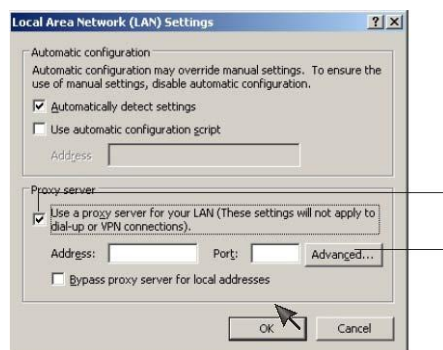 Local Area Network (LAN) Settings
Automatic configuration
Automatic configuration may override manual settings. To ensure the
use of manual settings, disable automatic configuration.
Automatically detect settings
Use automatic configuration script
Address
Proxy server
Use a proxy server for your LAN (These settings will not apply to
dial-up or VPN connections).
Address: Port: Advanced...
Bypass proxy server for local addresses
OK Cancel